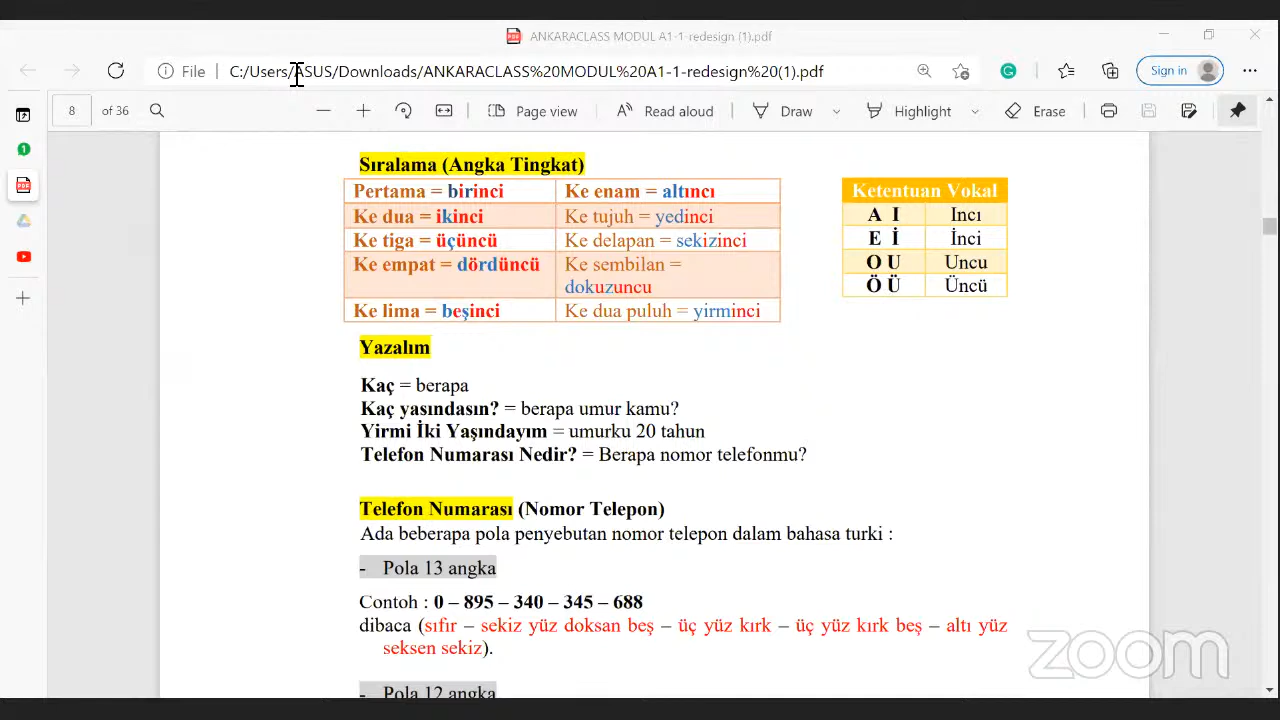 ANKARACLASS MODUL A1-1-redesign (1).pdf
File | C:/Users/ASUS/Downloads/ANKARACLASS%20MODUL%20A1-1-redesign%20(1).pdf Sign in
8 of 36 Page view Read aloud Draw Highlight Erase
1
PDF
Sıralama (Angka Tingkat)
Pertama = birinci Ke enam = altıncı
Ke dua = ikinci Ke tujuh = yedinci
Ke tiga = üçüncü Ke delapan = sekizinci
Ke empat = dördüncü Ke sembilan =
dokuzuncu
Ke lima = beşinci Ke dua puluh = yirminci
Ketentuan Vokal
A I Incı
E İ İnci
O U Uncu
Ö Ü Üncü
Yazalım
Kaç = berapa
Kaç yasındasın? = berapa umur kamu?
Yirmi İki Yaşındayım = umurku 20 tahun
Telefon Numarası Nedir? = Berapa nomor telefonmu?
Telefon Numarası (Nomor Telepon)
Ada beberapa pola penyebutan nomor telepon dalam bahasa turki :
- Pola 13 angka
Contoh : 0 – 895 – 340 – 345 – 688
dibaca (sıfır – sekiz yüz doksan beş – üç yüz kırk – üç yüz kırk beş – altı yüz
seksen sekiz).
- Pola 12 angka
zoom